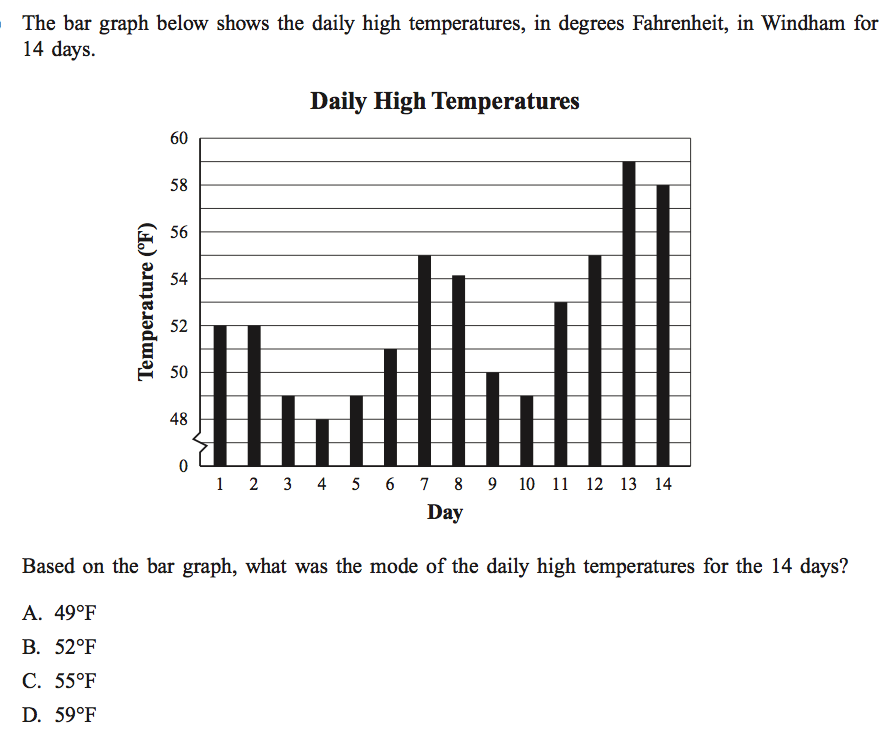 The bar graph below shows the daily high temperatures, in degrees Fahrenheit, in Windham for
14 days.
Daily High Temperatures
Temperature (°F)
60
58
56
54
52
50
48
0
1 2 3 4 5 6 7 8 9 10 11 12 13 14
Day
Based on the bar graph, what was the mode of the daily high temperatures for the 14 days?
A. 49°F
B. 52°F
C. 55°F
D. 59°F